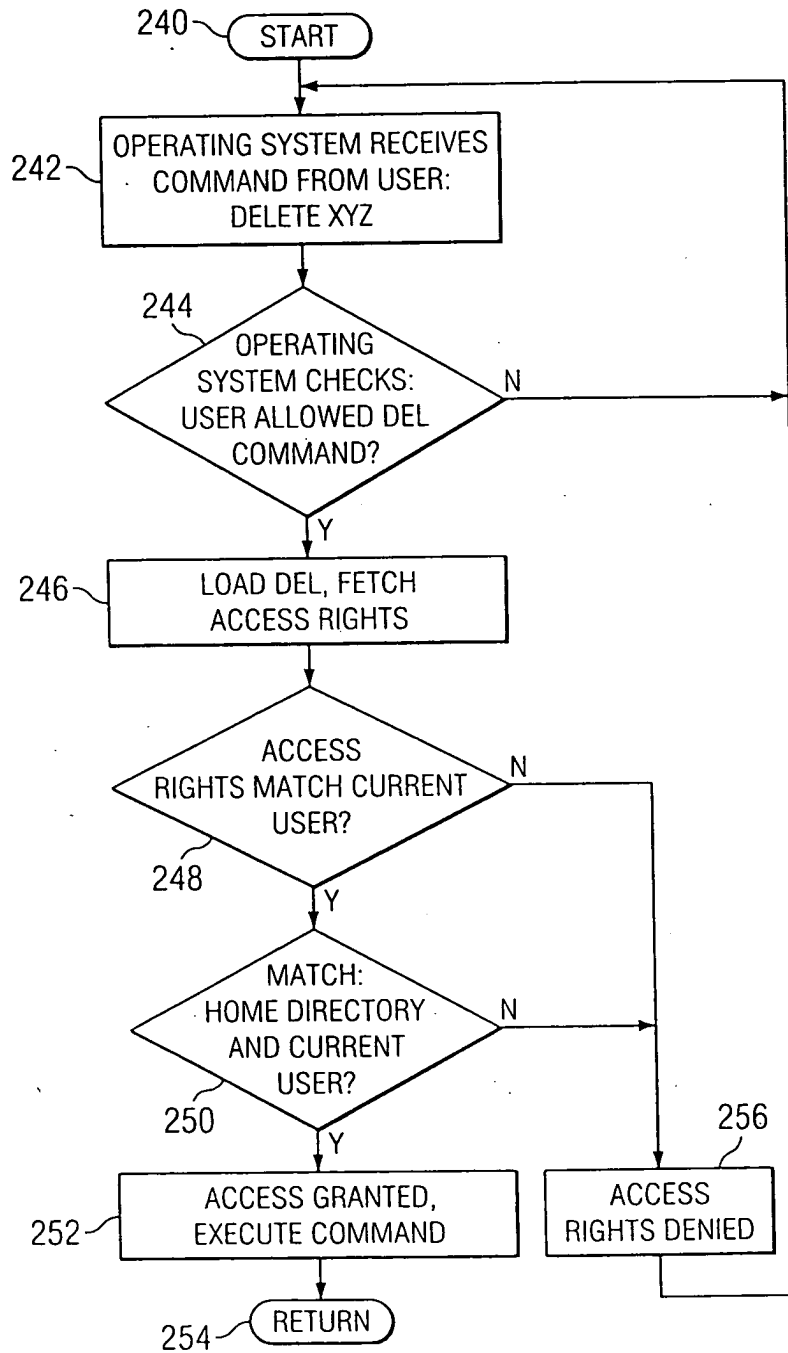 240
START
242
OPERATING SYSTEM RECEIVES
COMMAND FROM USER:
DELETE XYZ
244
OPERATING
SYSTEM CHECKS:
USER ALLOWED DEL
COMMAND?
N
Y
246
LOAD DEL, FETCH
ACCESS RIGHTS
ACCESS
RIGHTS MATCH CURRENT
USER?
N
248
Y
MATCH:
HOME DIRECTORY
AND CURRENT
USER?
N
250
Y
256
252
ACCESS GRANTED,
EXECUTE COMMAND
ACCESS
RIGHTS DENIED
254
RETURN